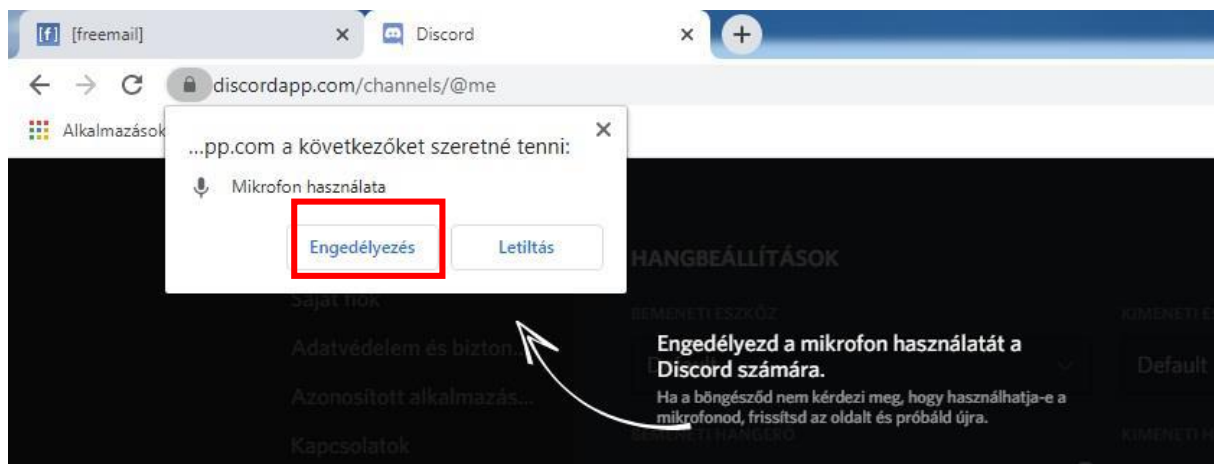 [f] [freemail]
Discord
discordapp.com/channels/@me
Alkalmazások
...pp.com a következőket szeretné tenni:
Mikrofon használata
Engedélyezés
Letiltás
HANGBEÁLLÍTÁSOK
Saját fiók
BEMENETI ESZKÖZ
KIMENETI
Adatvédelem és bizton...
Engedélyezd a mikrofon használatát a
Discord számára.
Default
Azonosított alkalmazás...
Ha a böngésződ nem kérdezi meg, hogy használhatja-e a
mikrofonod, frissítsd az oldalt és próbáld újra.
Kapcsolatok
BEMENETI HANGERŐ
KIMENETI